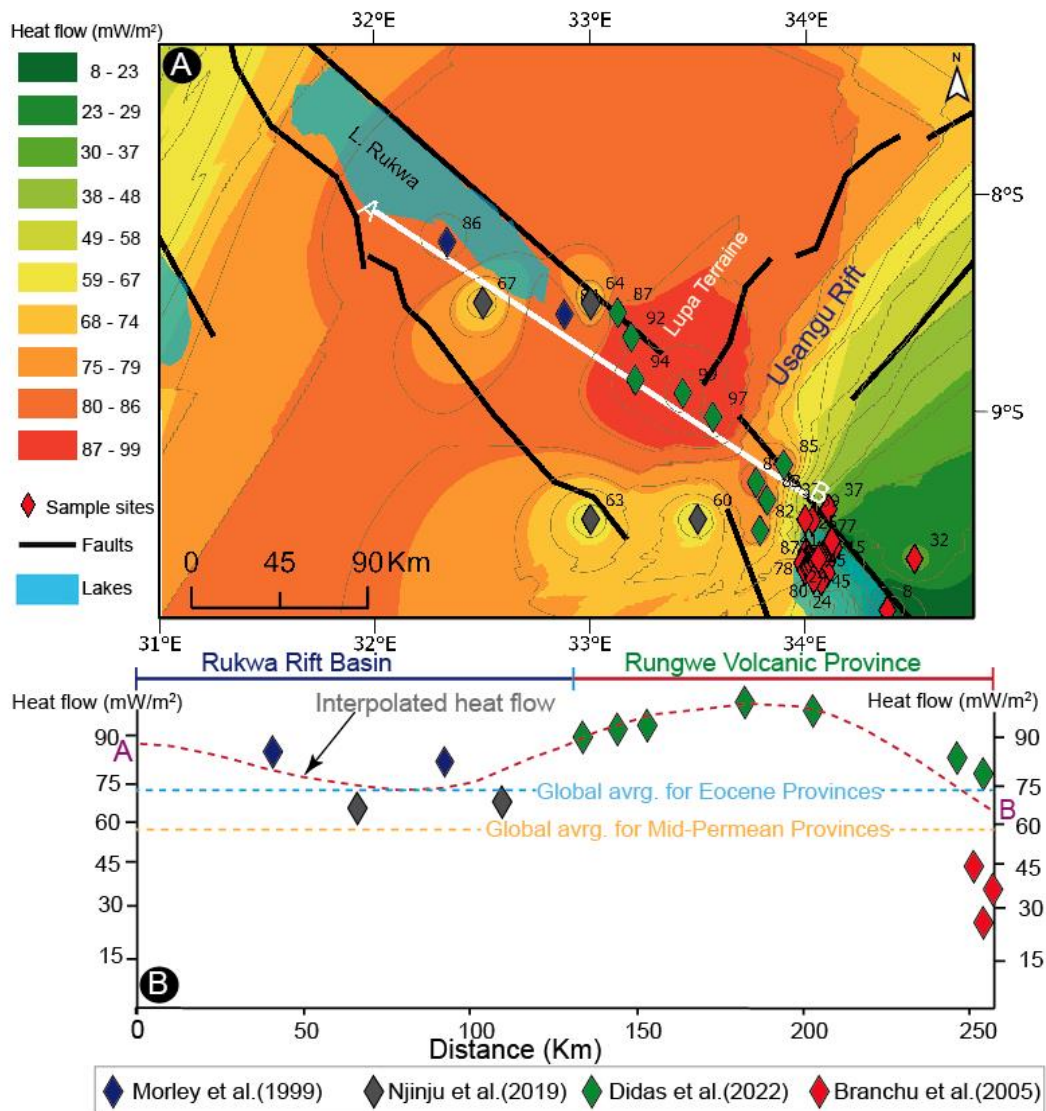 Heat flow (mW/m²)
8 - 23
23 - 29
30 - 37
38 - 48
49 - 58
59 - 67
68 - 74
75 - 79
80 - 86
87 - 99
Sample sites
Faults
Lakes
32°E 33°E 34°E
A
N
8°S
9°S
L. Rukwa
A
86
67
64
87
92
94
97
Lupa Terraine
Usangu Rift
85
B
37
63
60
82
77
32
87
78
45
80
24
8
0 45 90 Km
31°E 32°E 33°E 34°E
Rukwa Rift Basin Rungwe Volcanic Province
Heat flow (mW/m²) Interpolated heat flow Heat flow (mW/m²)
90 90
A
75 Global avrg. for Eocene Provinces 75
B
60 Global avrg. for Mid-Permean Provinces 60
45 45
30 30
15 15
B
0 50 100 150 200 250
Distance (Km)
Morley et al.(1999) Njinju et al.(2019) Didas et al.(2022) Branchu et al.(2005)